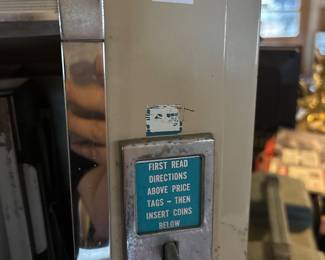 FIRST READ
DIRECTIONS
ABOVE PRICE
TAGS - THEN
INSERT COINS
BELOW